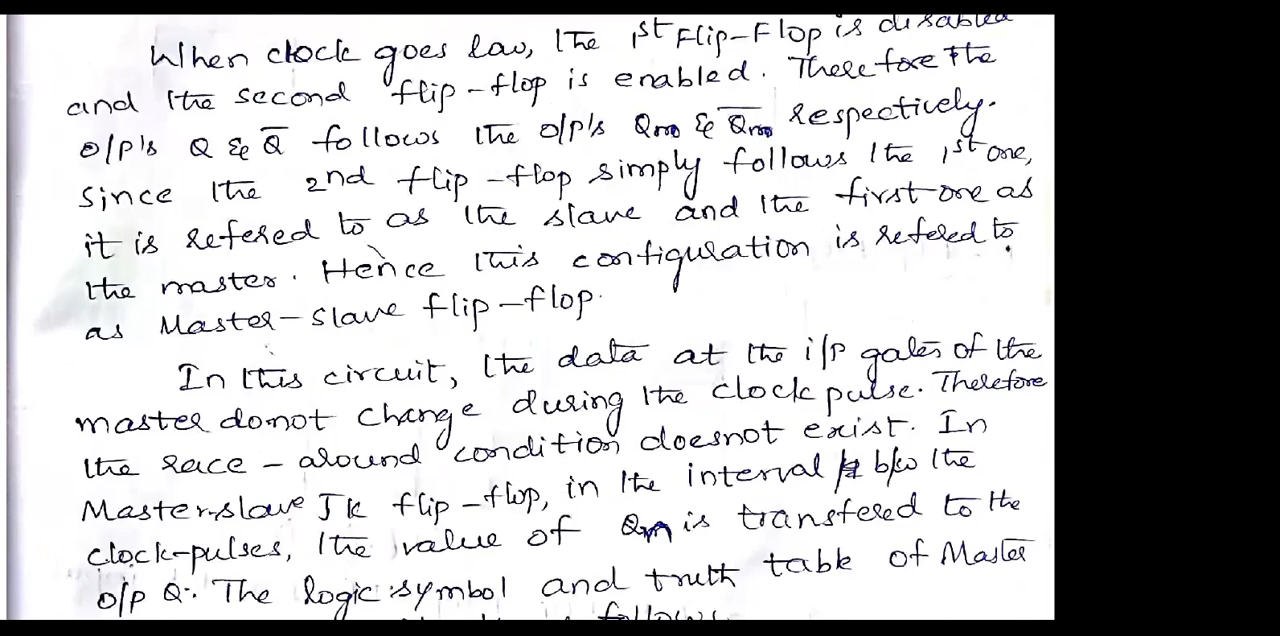 When clock goes low, the 1st Flip-Flop is disabled
and the second flip-flop is enabled. Therefore the
o/p's Q & Q̅ follows the o/p's Qm & Q̅m respectively.
Since the 2nd flip-flop simply follows the 1st one,
it is refered to as the slave and the first one as
the master. Hence this configuration is refered to
as Master-Slave flip-flop.
In this circuit, the data at the i/p gates of the
master donot change during the clock pulse. Therefore
the race-around condition doesnot exist. In
Master-slave JK flip-flop, in the interval b/w the
clock-pulses, the value of Qm is transfered to the
o/p Q. The logic symbol and truth table of Master
follows